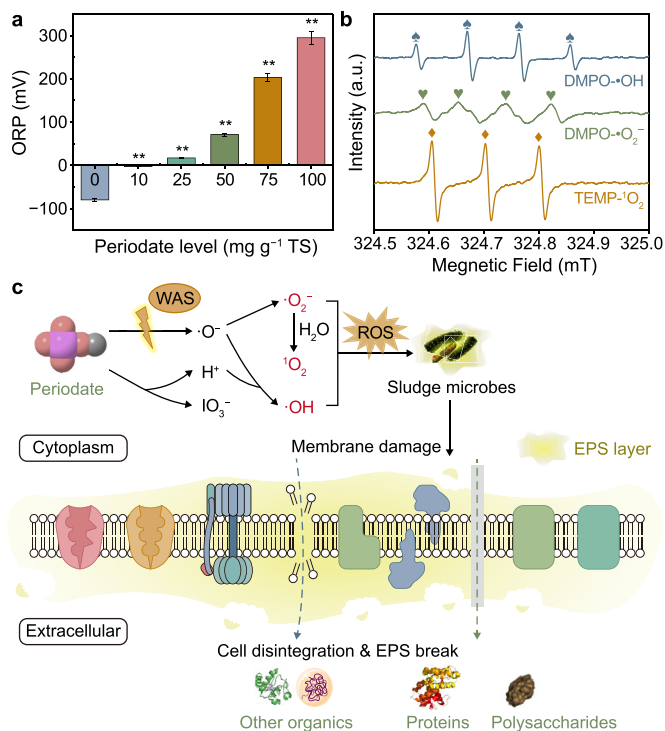 a
ORP (mV)
300
200
100
0
−100
**
**
**
**
**
0 10 25 50 75 100
Periodate level (mg g⁻¹ TS)
b
Intensity (a.u.)
DMPO-•OH
DMPO-•O₂⁻
TEMP-¹O₂
324.5 324.6 324.7 324.8 324.9 325.0
Megnetic Field (mT)
c
WAS
Periodate
·O⁻
H⁺
IO₃⁻
·O₂⁻
H₂O
¹O₂
·OH
ROS
Sludge microbes
Cytoplasm
Membrane damage
EPS layer
Extracellular
Cell disintegration & EPS break
Other organics
Proteins
Polysaccharides